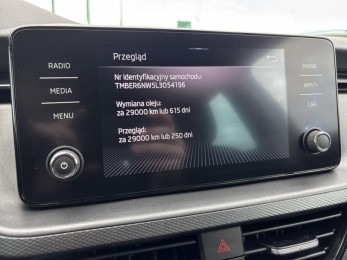 Przegląd
Nr identyfikacyjny samochodu:
TMBER6NW5L3054196
Wymiana oleju:
za 29000 km lub 615 dni
Przegląd:
za 29000 km lub 250 dni
RADIO
MEDIA
MENU
PHONE
APP/⌂
CAR